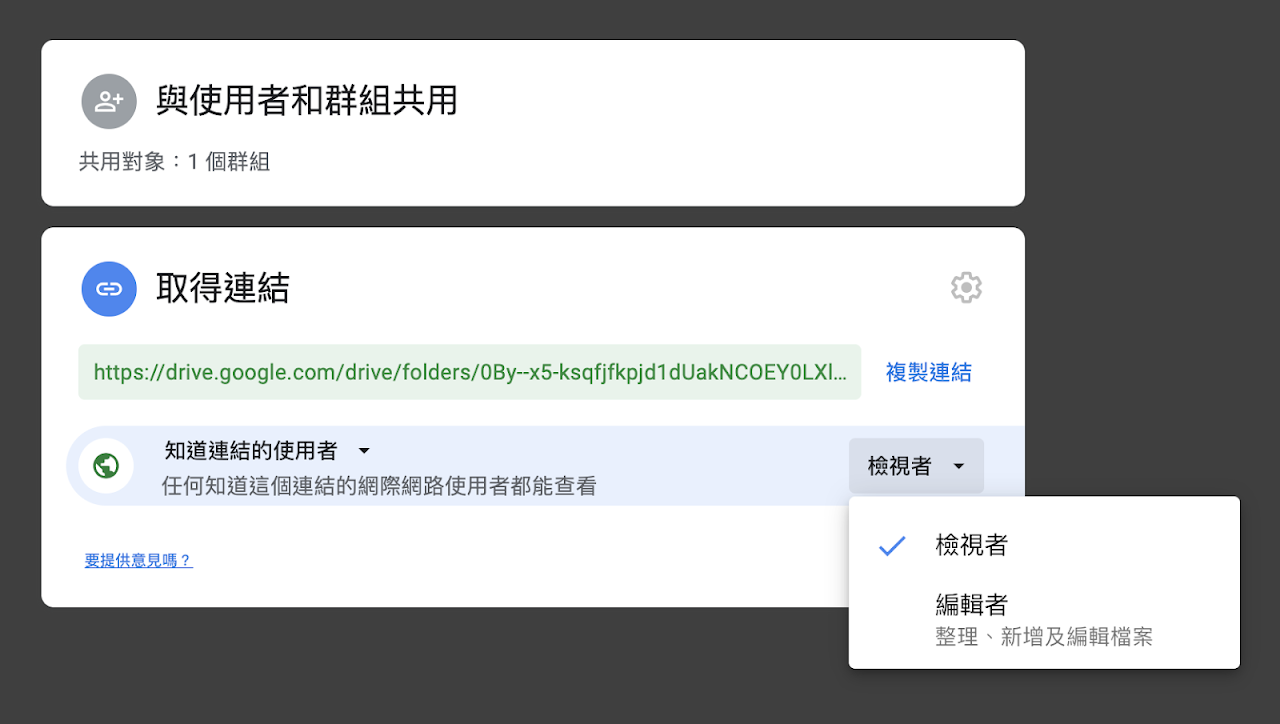 與使用者和群組共用
共用對象：1 個群組
取得連結
https://drive.google.com/drive/folders/0By--x5-ksqfjfkpjd1dUakNCOEY0LXl...
複製連結
知道連結的使用者
任何知道這個連結的網際網路使用者都能查看
檢視者
檢視者
編輯者
整理、新增及編輯檔案
要提供意見嗎？